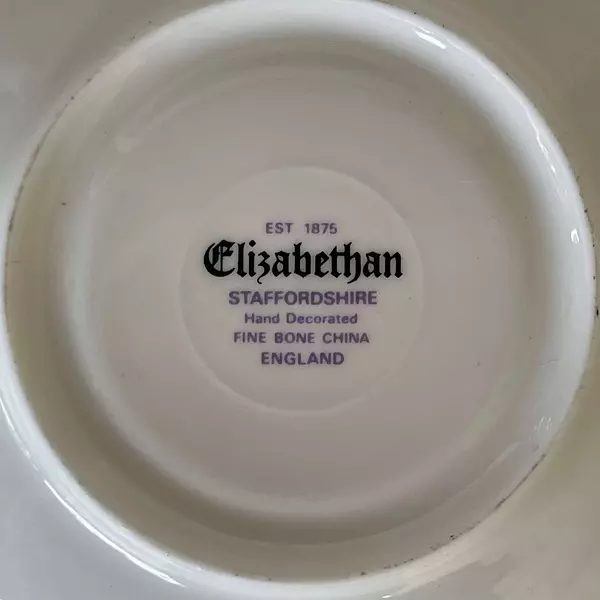 EST 1875
Elizabethan
STAFFORDSHIRE
Hand Decorated
FINE BONE CHINA
ENGLAND